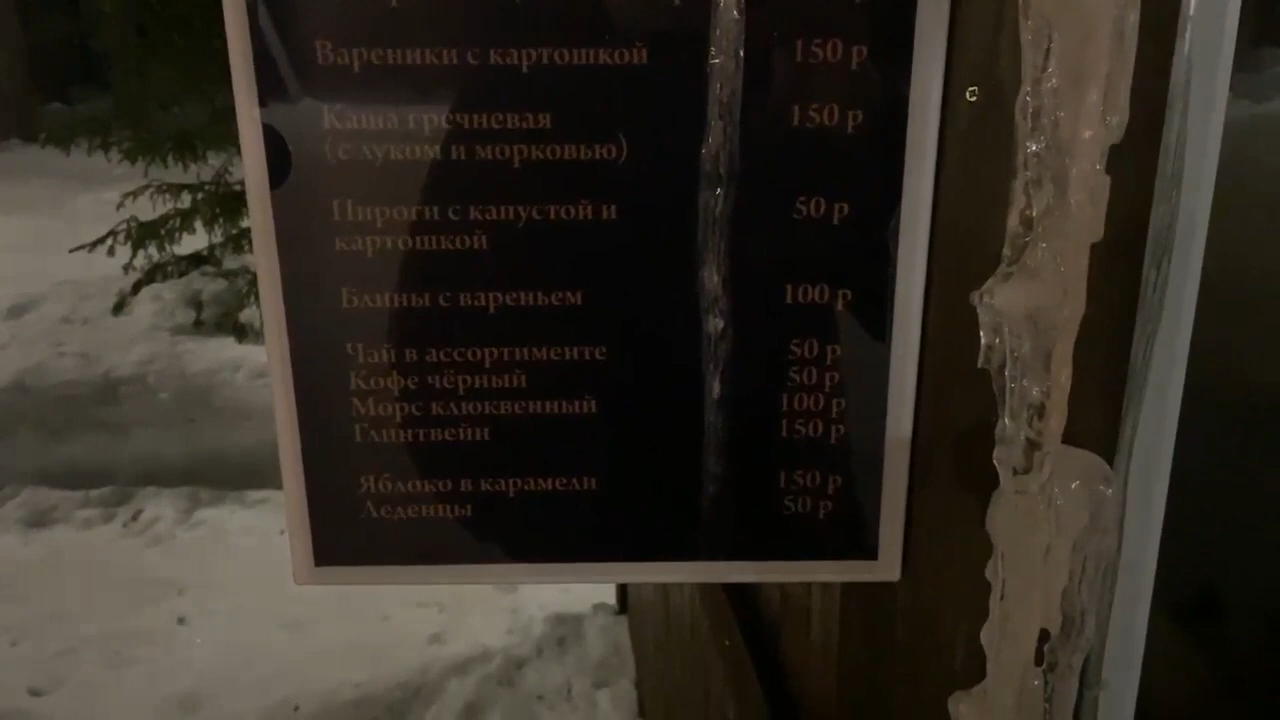 Вареники с картошкой 150 р
Каша гречневая 150 р
(с луком и морковью)
Пироги с капустой и 50 р
картошкой
Блины с вареньем 100 р
Чай в ассортименте 50 р
Кофе чёрный 50 р
Морс клюквенный 100 р
Глинтвейн 150 р
Яблоко в карамели 150 р
Леденцы 50 р